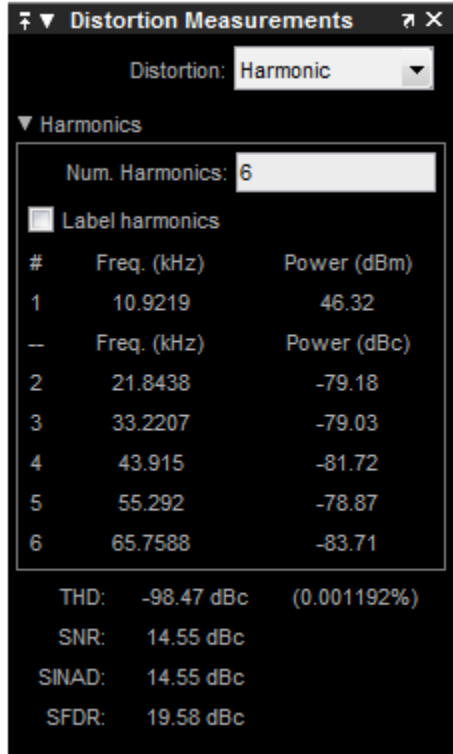 Distortion Measurements
Distortion: Harmonic
Harmonics
Num. Harmonics: 6
Label harmonics
# Freq. (kHz) Power (dBm)
1 10.9219 46.32
-- Freq. (kHz) Power (dBc)
2 21.8438 -79.18
3 33.2207 -79.03
4 43.915 -81.72
5 55.292 -78.87
6 65.7588 -83.71
THD: -98.47 dBc (0.001192%)
SNR: 14.55 dBc
SINAD: 14.55 dBc
SFDR: 19.58 dBc